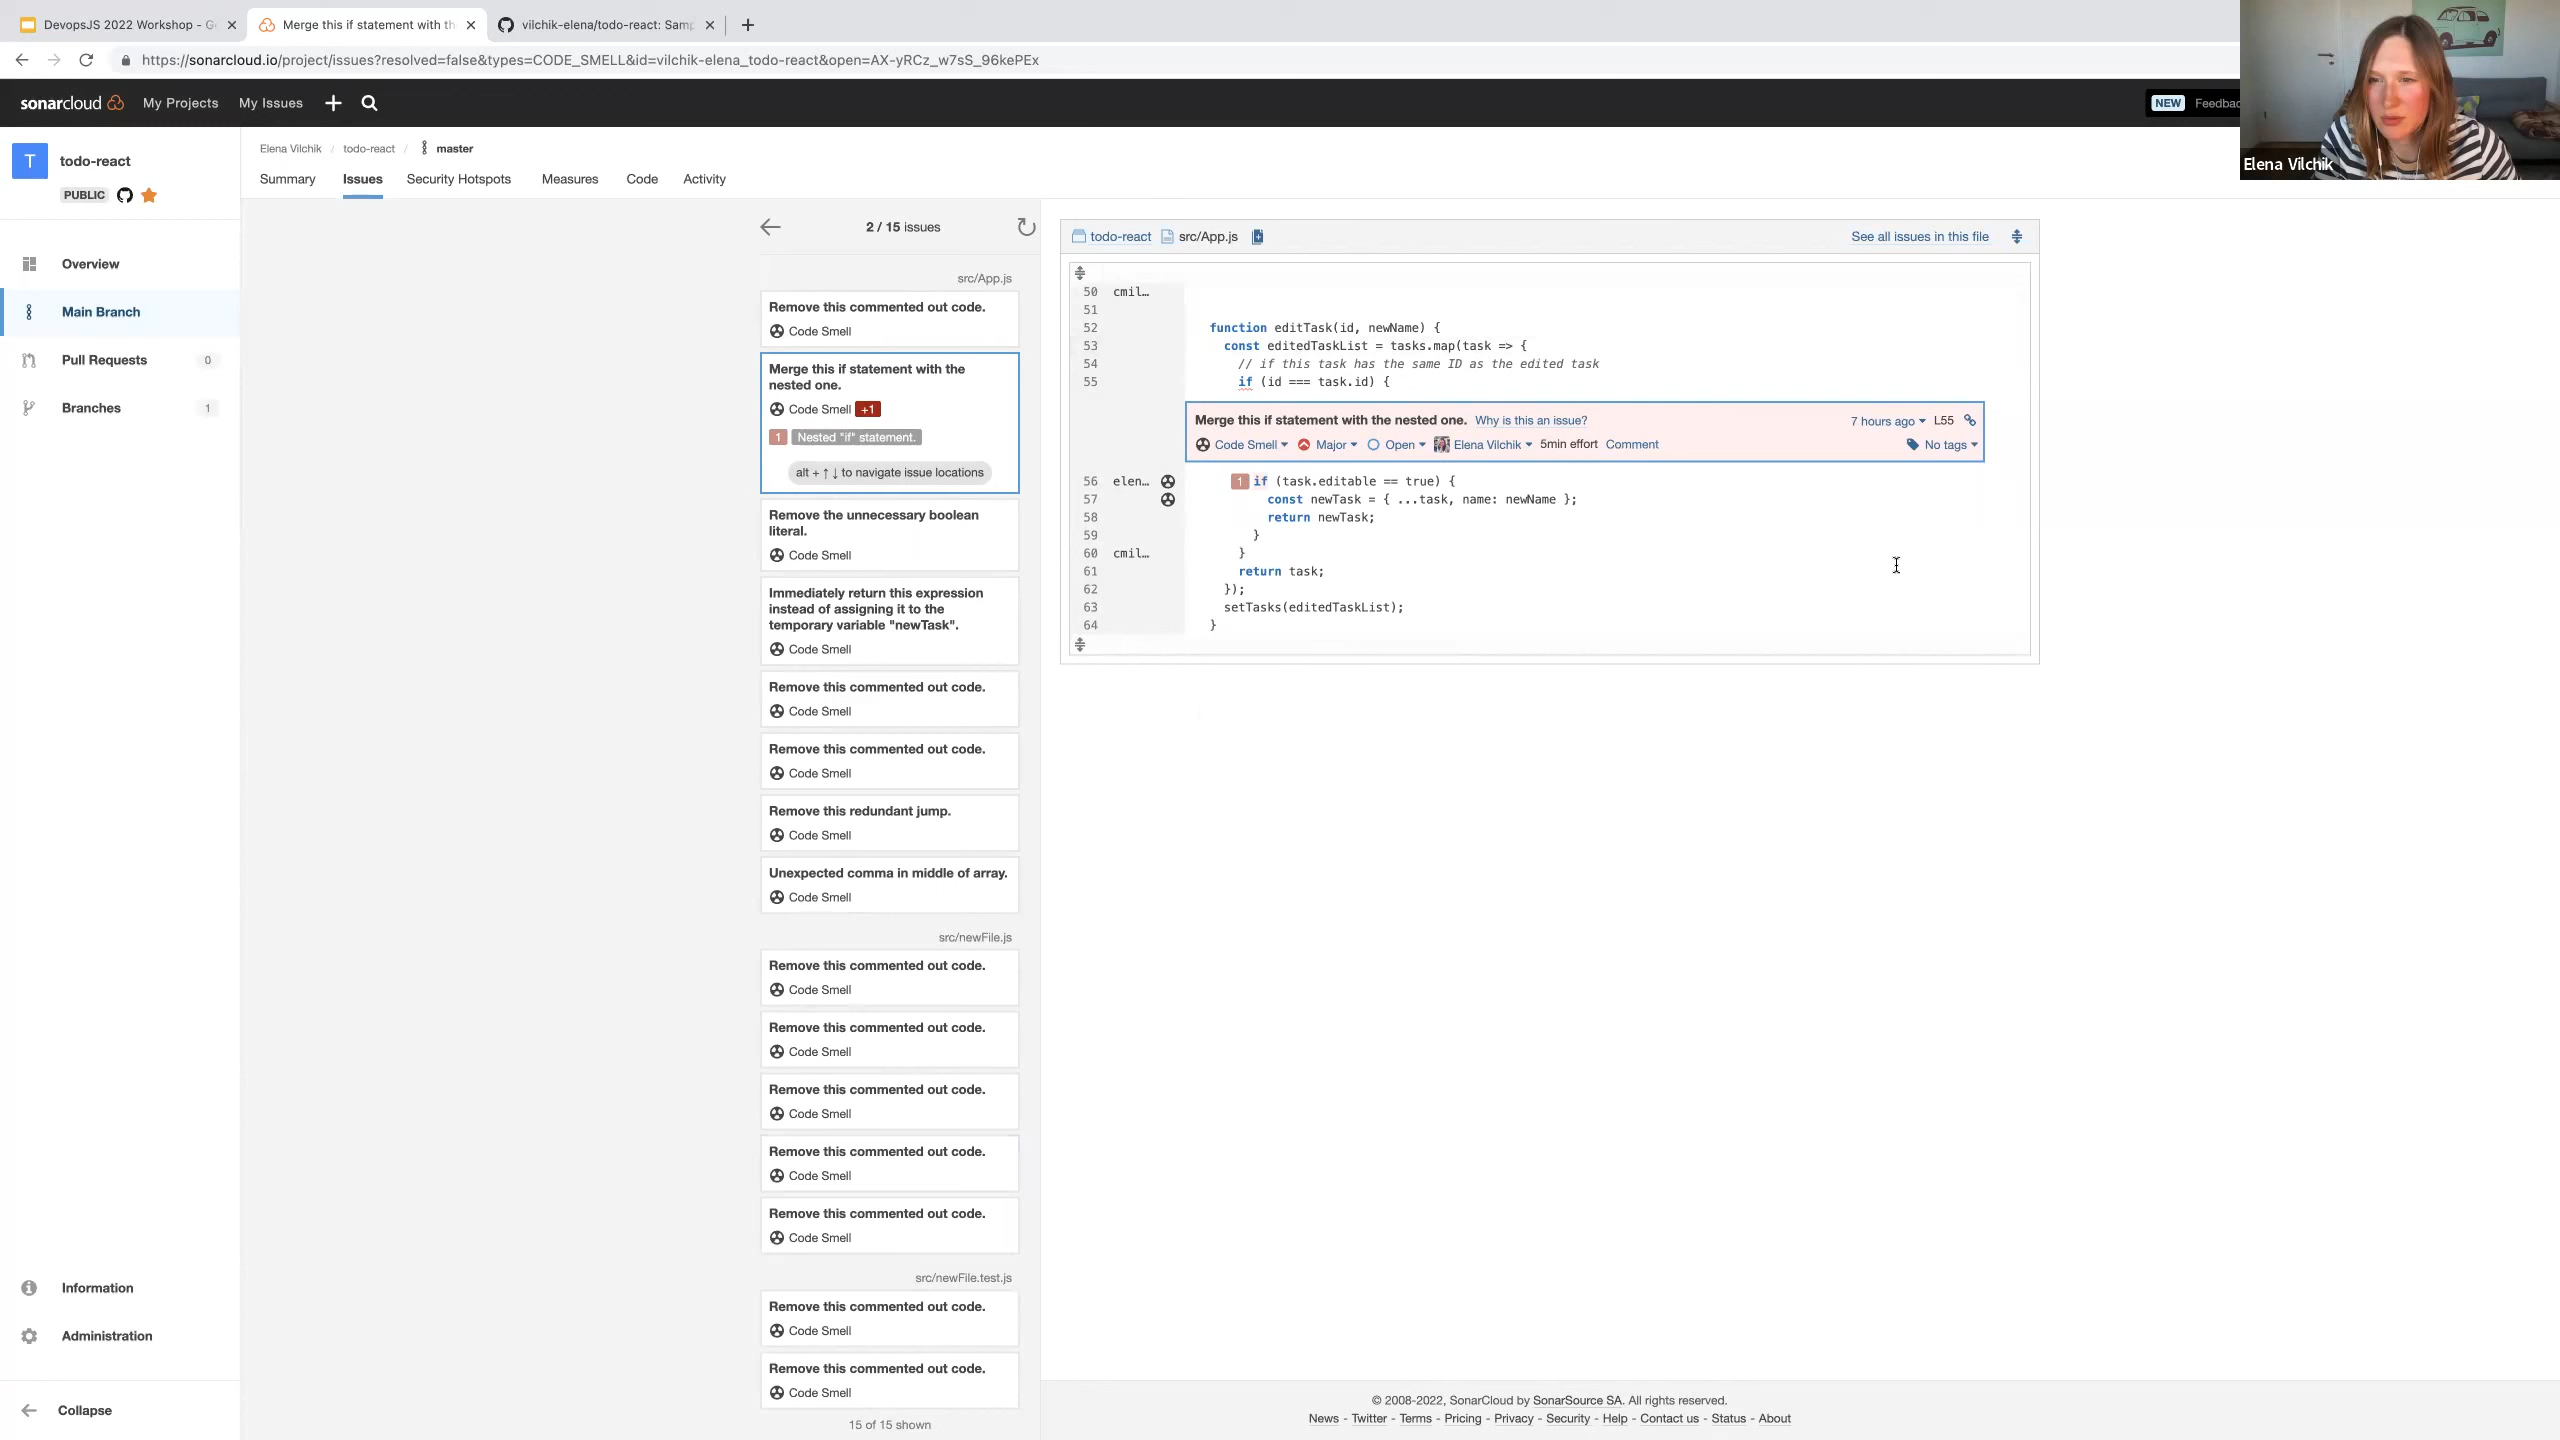 DevopsJS 2022 Workshop - G
Merge this if statement with th
vilchik-elena/todo-react: Samp
https://sonarcloud.io/project/issues?resolved=false&types=CODE_SMELL&id=vilchik-elena_todo-react&open=AX-yRCz_w7sS_96kePEx
sonarcloud My Projects My Issues
NEW Feedbac
Elena Vilchik
T todo-react
PUBLIC
Elena Vilchik / todo-react / master
Summary Issues Security Hotspots Measures Code Activity
Overview
Main Branch
Pull Requests 0
Branches 1
Information
Administration
Collapse
2 / 15 issues
src/App.js
Remove this commented out code.
Code Smell
Merge this if statement with the
nested one.
Code Smell +1
1 Nested "if" statement.
alt + ↑ ↓ to navigate issue locations
Remove the unnecessary boolean
literal.
Code Smell
Immediately return this expression
instead of assigning it to the
temporary variable "newTask".
Code Smell
Remove this commented out code.
Code Smell
Remove this commented out code.
Code Smell
Remove this redundant jump.
Code Smell
Unexpected comma in middle of array.
Code Smell
src/newFile.js
Remove this commented out code.
Code Smell
Remove this commented out code.
Code Smell
Remove this commented out code.
Code Smell
Remove this commented out code.
Code Smell
Remove this commented out code.
Code Smell
src/newFile.test.js
Remove this commented out code.
Code Smell
Remove this commented out code.
Code Smell
15 of 15 shown
todo-react src/App.js See all issues in this file
50 cmil…
51
52 function editTask(id, newName) {
53 const editedTaskList = tasks.map(task => {
54 // if this task has the same ID as the edited task
55 if (id === task.id) {
Merge this if statement with the nested one. Why is this an issue? 7 hours ago L55
Code Smell Major Open Elena Vilchik 5min effort Comment No tags
56 elen… 1 if (task.editable == true) {
57 const newTask = { ...task, name: newName };
58 return newTask;
59 }
60 cmil… }
61 return task;
62 });
63 setTasks(editedTaskList);
64 }
© 2008-2022, SonarCloud by SonarSource SA. All rights reserved.
News - Twitter - Terms - Pricing - Privacy - Security - Help - Contact us - Status - About